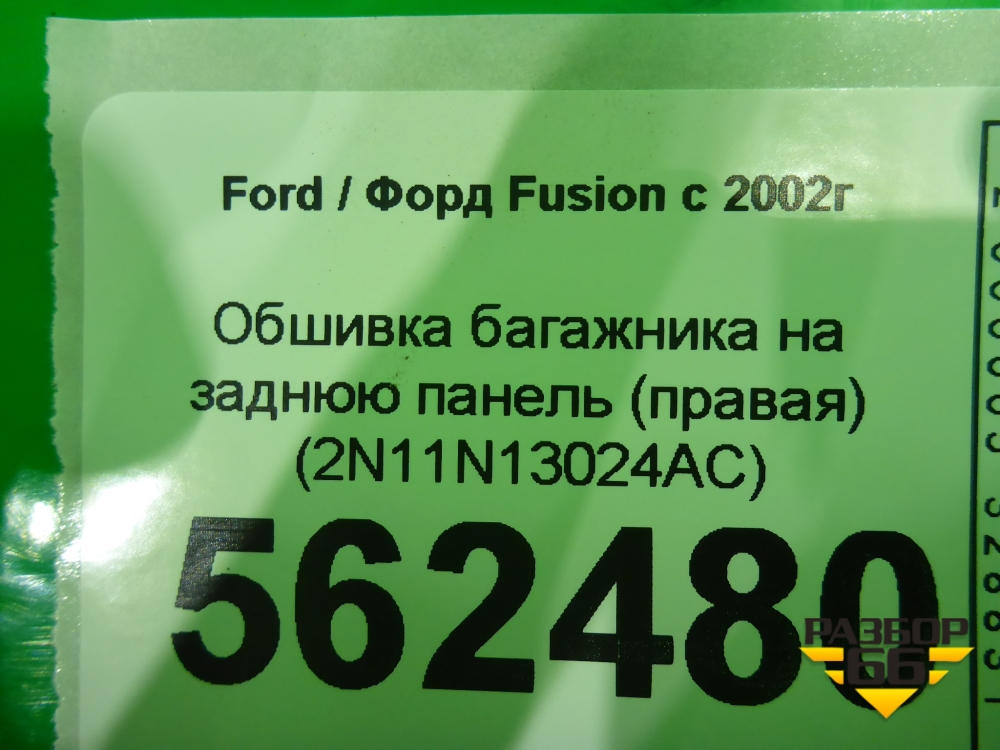 Ford / Форд Fusion с 2002г
Обшивка багажника на
заднюю панель (правая)
(2N11N13024AC)
562480
РАЗБОР
66